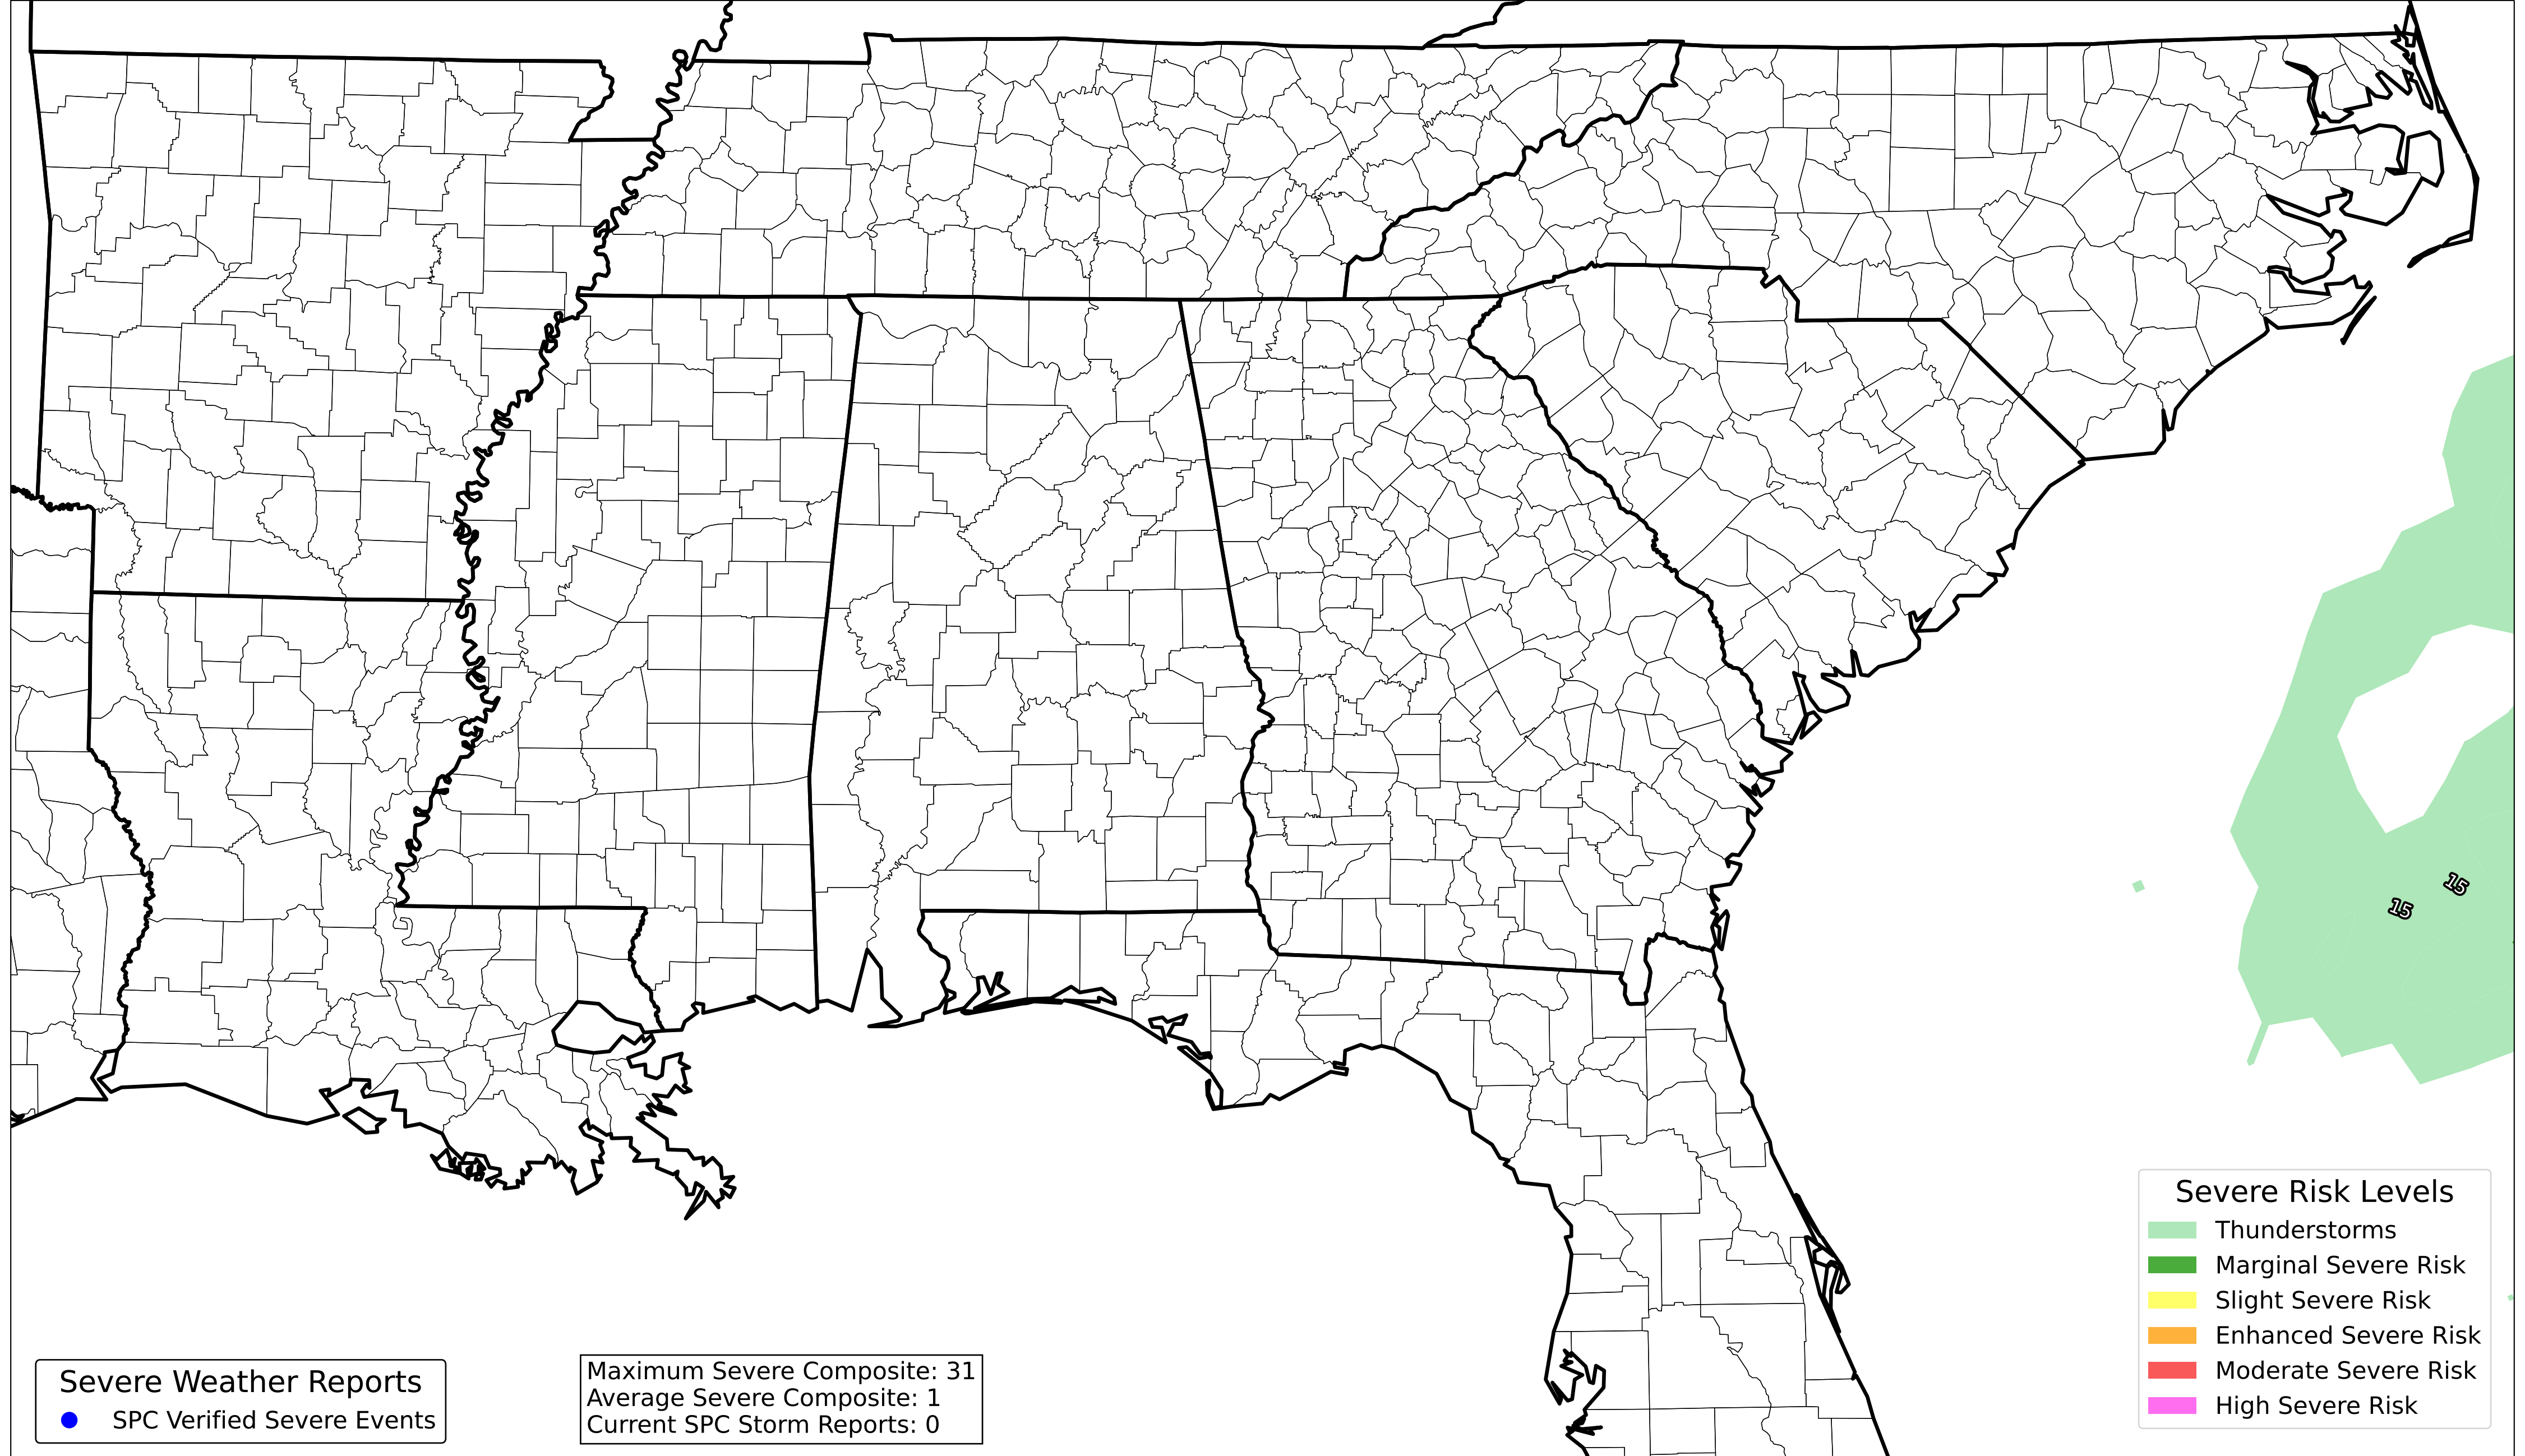 15
15
Severe Risk Levels
Thunderstorms
Marginal Severe Risk
Slight Severe Risk
Enhanced Severe Risk
Moderate Severe Risk
High Severe Risk
Severe Weather Reports
SPC Verified Severe Events
Maximum Severe Composite: 31
Average Severe Composite: 1
Current SPC Storm Reports: 0